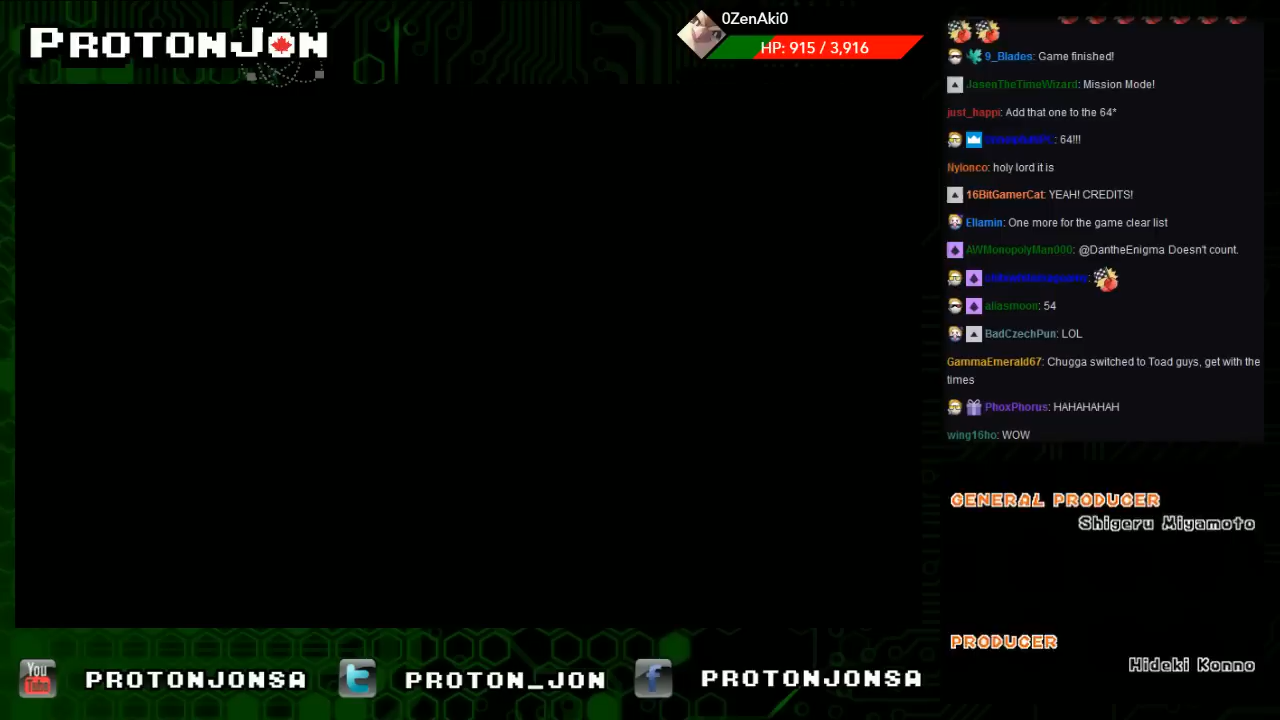 PROTONJON
0ZenAki0
HP: 915 / 3,916
9_Blades: Game finished!
JasenTheTimeWizard: Mission Mode!
just_happi: Add that one to the 64*
: 64!!!
Nylonco: holy lord it is
16BitGamerCat: YEAH! CREDITS!
Ellamin: One more for the game clear list
AWMonopolyMan000: @DantheEnigma Doesn't count.
aliasmoon: 54
BadCzechPun: LOL
GammaEmerald67: Chugga switched to Toad guys, get with the
times
PhoxPhorus: HAHAHAHAH
wing16ho: WOW
GENERAL PRODUCER
Shigeru Miyamoto
PRODUCER
Hideki Konno
You
Tube
PROTONJONSA
PROTON_JON
PROTONJONSA